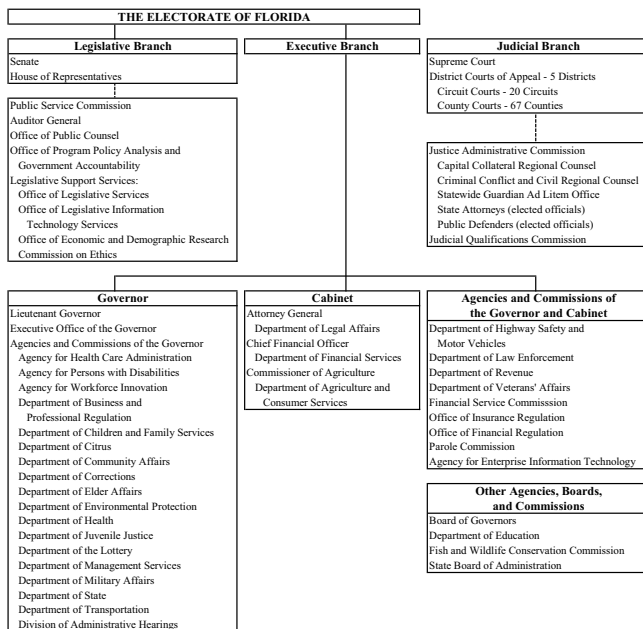 THE ELECTORATE OF FLORIDA
Legislative Branch
Senate
House of Representatives
Public Service Commission
Auditor General
Office of Public Counsel
Office of Program Policy Analysis and
Government Accountability
Legislative Support Services:
Office of Legislative Services
Office of Legislative Information
Technology Services
Office of Economic and Demographic Research
Commission on Ethics
Executive Branch
Judicial Branch
Supreme Court
District Courts of Appeal - 5 Districts
Circuit Courts - 20 Circuits
County Courts - 67 Counties
Justice Administrative Commission
Capital Collateral Regional Counsel
Criminal Conflict and Civil Regional Counsel
Statewide Guardian Ad Litem Office
State Attorneys (elected officials)
Public Defenders (elected officials)
Judicial Qualifications Commission
Governor
Lieutenant Governor
Executive Office of the Governor
Agencies and Commissions of the Governor
Agency for Health Care Administration
Agency for Persons with Disabilities
Agency for Workforce Innovation
Department of Business and
Professional Regulation
Department of Children and Family Services
Department of Citrus
Department of Community Affairs
Department of Corrections
Department of Elder Affairs
Department of Environmental Protection
Department of Health
Department of Juvenile Justice
Department of the Lottery
Department of Management Services
Department of Military Affairs
Department of State
Department of Transportation
Division of Administrative Hearings
Cabinet
Attorney General
Department of Legal Affairs
Chief Financial Officer
Department of Financial Services
Commissioner of Agriculture
Department of Agriculture and
Consumer Services
Agencies and Commissions of
the Governor and Cabinet
Department of Highway Safety and
Motor Vehicles
Department of Law Enforcement
Department of Revenue
Department of Veterans' Affairs
Financial Service Commisssion
Office of Insurance Regulation
Office of Financial Regulation
Parole Commission
Agency for Enterprise Information Technology
Other Agencies, Boards,
and Commissions
Board of Governors
Department of Education
Fish and Wildlife Conservation Commission
State Board of Administration